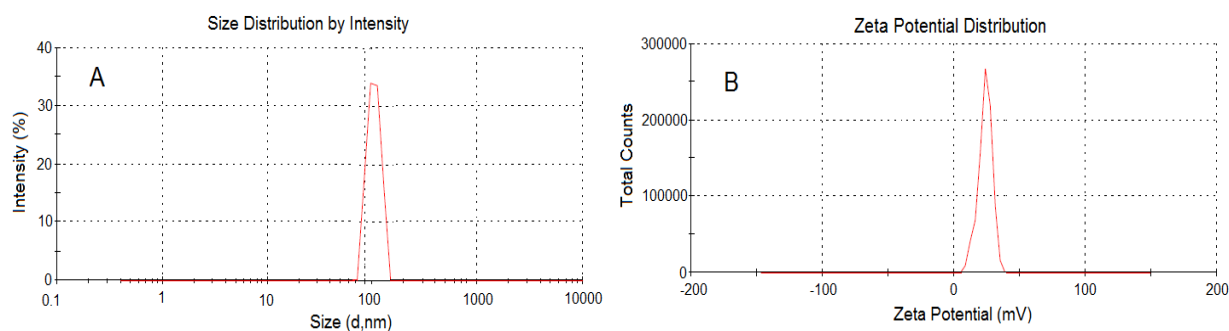 Size Distribution by Intensity
A
40
30
20
10
0
Intensity (%)
0.1 1 10 100 1000 10000
Size (d,nm)
Zeta Potential Distribution
B
300000
200000
100000
0
Total Counts
-200 -100 0 100 200
Zeta Potential (mV)